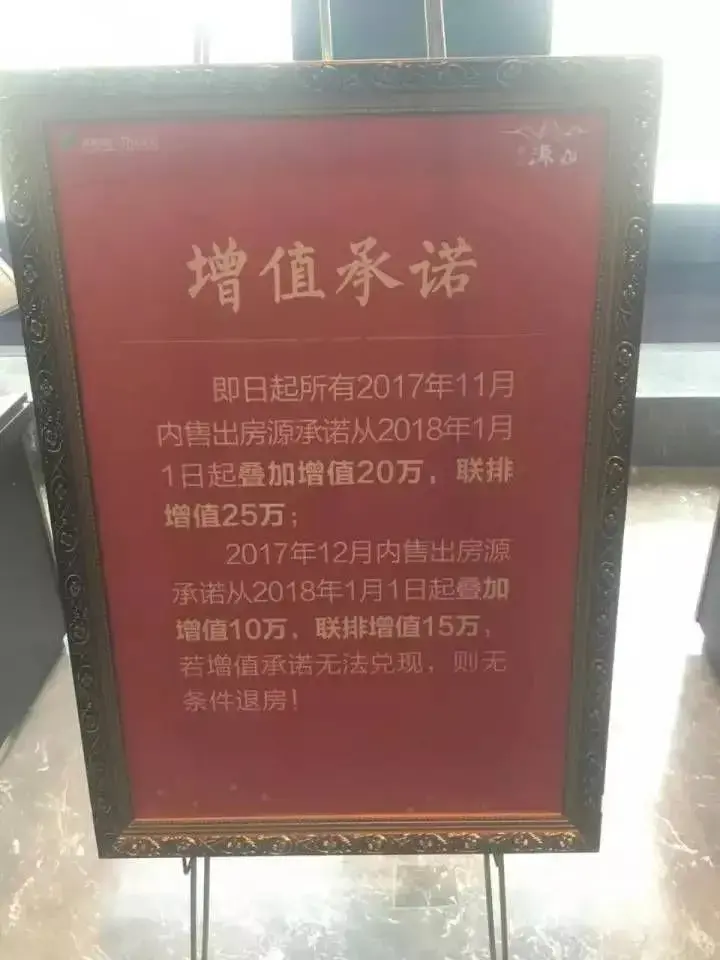 源山
增值承诺
即日起所有2017年11月
内售出房源承诺从2018年1月
1日起叠加增值20万，联排
增值25万；
2017年12月内售出房源
承诺从2018年1月1日起叠加
增值10万，联排增值15万，
若增值承诺无法兑现，则无
条件退房！